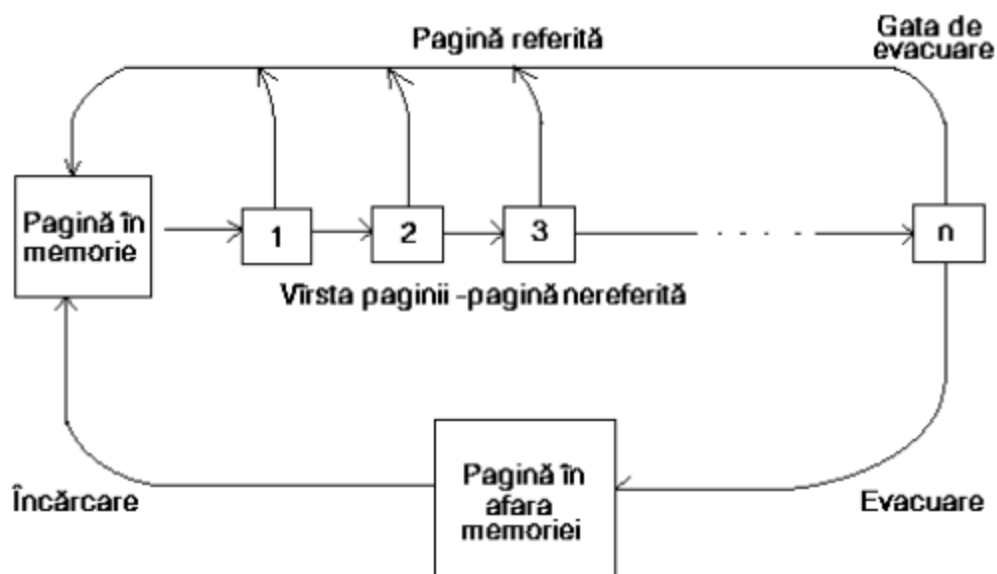 Pagină referită
Gata de
evacuare
Pagină în
memorie
1
2
3
n
Vîrsta paginii -pagină nereferită
Pagină în
afara
memoriei
Încărcare
Evacuare